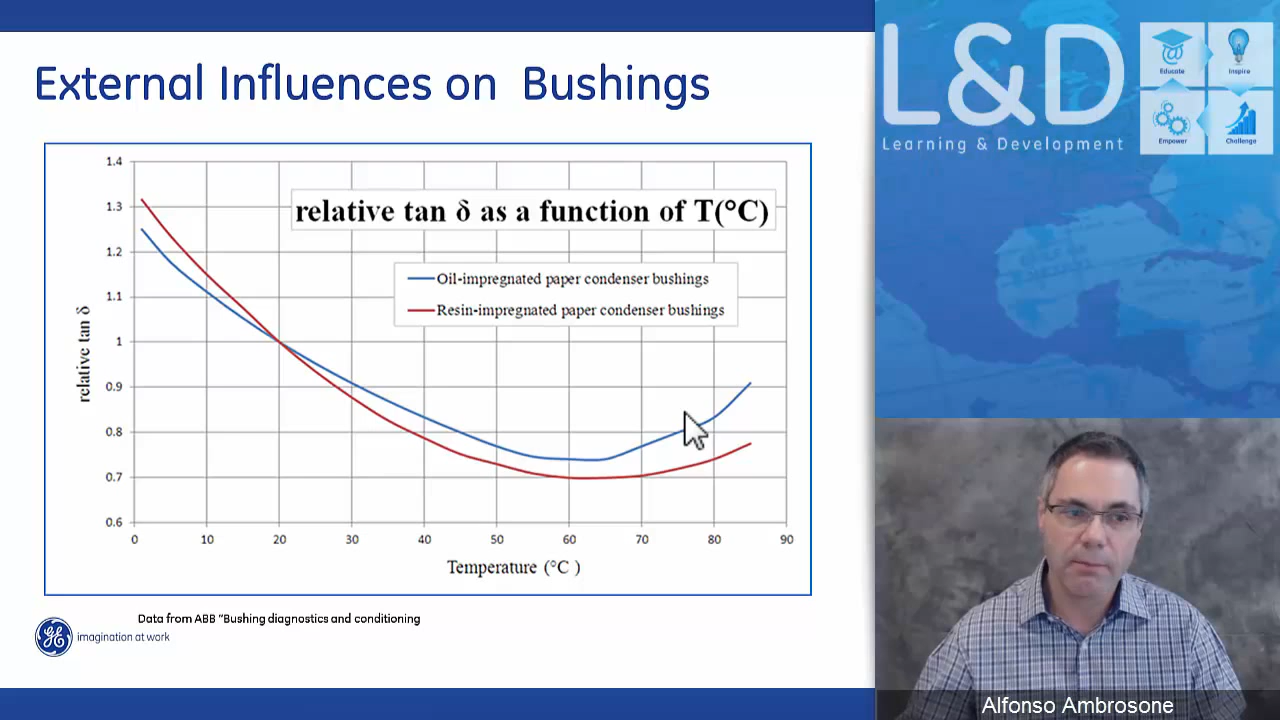 External Influences on Bushings
relative tan δ as a function of T(°C)
Oil-impregnated paper condenser bushings
Resin-impregnated paper condenser bushings
relative tan δ
1.4
1.3
1.2
1.1
1
0.9
0.8
0.7
0.6
0 10 20 30 40 50 60 70 80 90
Temperature (°C )
Data from ABB "Bushing diagnostics and conditioning
GE
imagination at work
L&D
Learning & Development
Educate
Inspire
Empower
Challenge
Alfonso Ambrosone